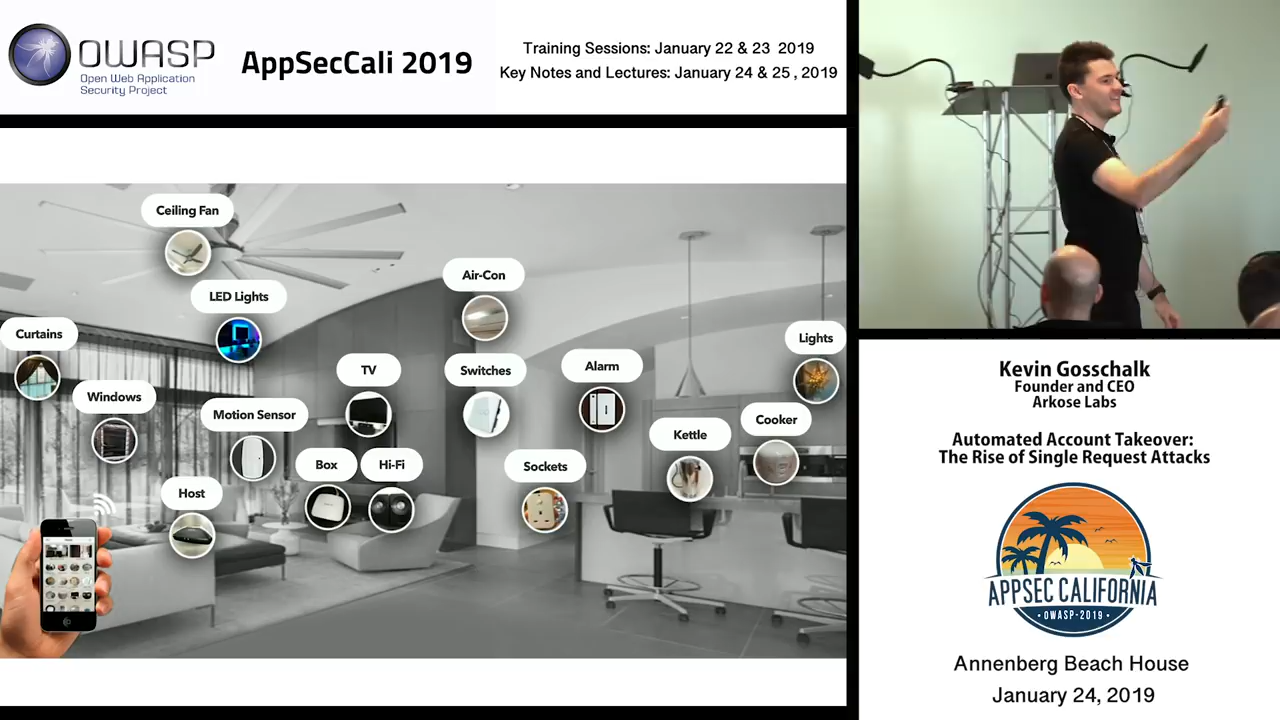 OWASP
Open Web Application
Security Project
AppSecCali 2019
Training Sessions: January 22 & 23 2019
Key Notes and Lectures: January 24 & 25, 2019
Ceiling Fan
LED Lights
Air-Con
Curtains
Lights
TV
Switches
Alarm
Windows
Motion Sensor
Kettle
Cooker
Box
Hi-Fi
Sockets
Host
Kevin Gosschalk
Founder and CEO
Arkose Labs
Automated Account Takeover:
The Rise of Single Request Attacks
APPSEC CALIFORNIA
•OWASP-2019•
Annenberg Beach House
January 24, 2019